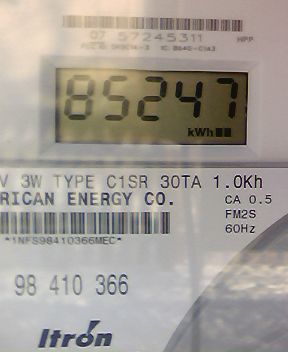 07 57245311
85247
kWh
V 3W TYPE C1SR 30TA 1.0Kh
RICAN ENERGY CO.
CA 0.5
FM2S
60Hz
*1NFS98410366MEC*
98 410 366
Itrón